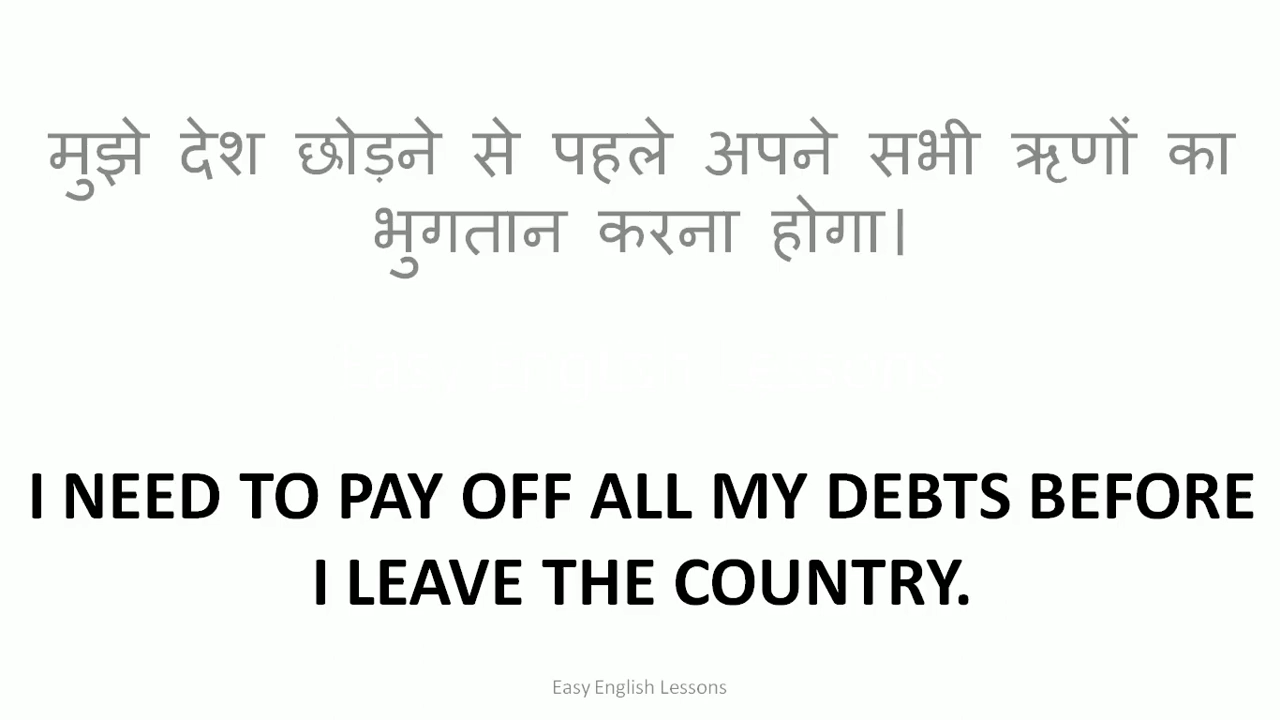 मुझे देश छोड़ने से पहले अपने सभी ऋणों का
भुगतान करना होगा।
I NEED TO PAY OFF ALL MY DEBTS BEFORE
I LEAVE THE COUNTRY.
Easy English Lessons